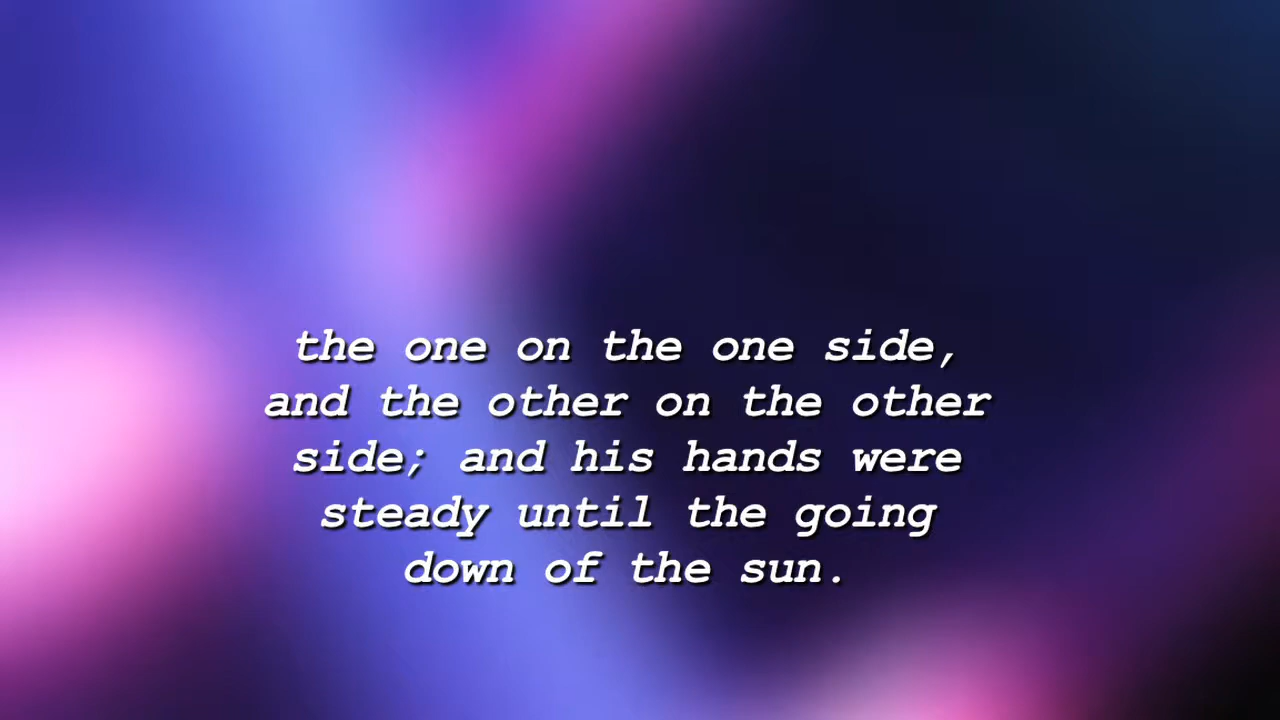 the one on the one side,
and the other on the other
side; and his hands were
steady until the going
down of the sun.